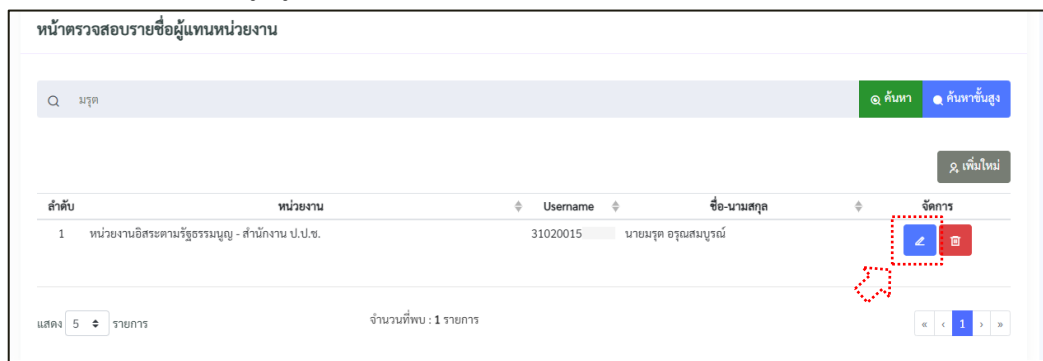 หน้าตรวจสอบรายชื่อผู้แทนหน่วยงาน
มรุต ค้นหา ค้นหาขั้นสูง
เพิ่มใหม่
ลำดับ หน่วยงาน Username ชื่อ-นามสกุล จัดการ
1 หน่วยงานอิสระตามรัฐธรรมนูญ - สำนักงาน ป.ป.ช. 31020015 นายมรุต อรุณสมบูรณ์
แสดง 5 รายการ จำนวนที่พบ : 1 รายการ « ‹ 1 › »